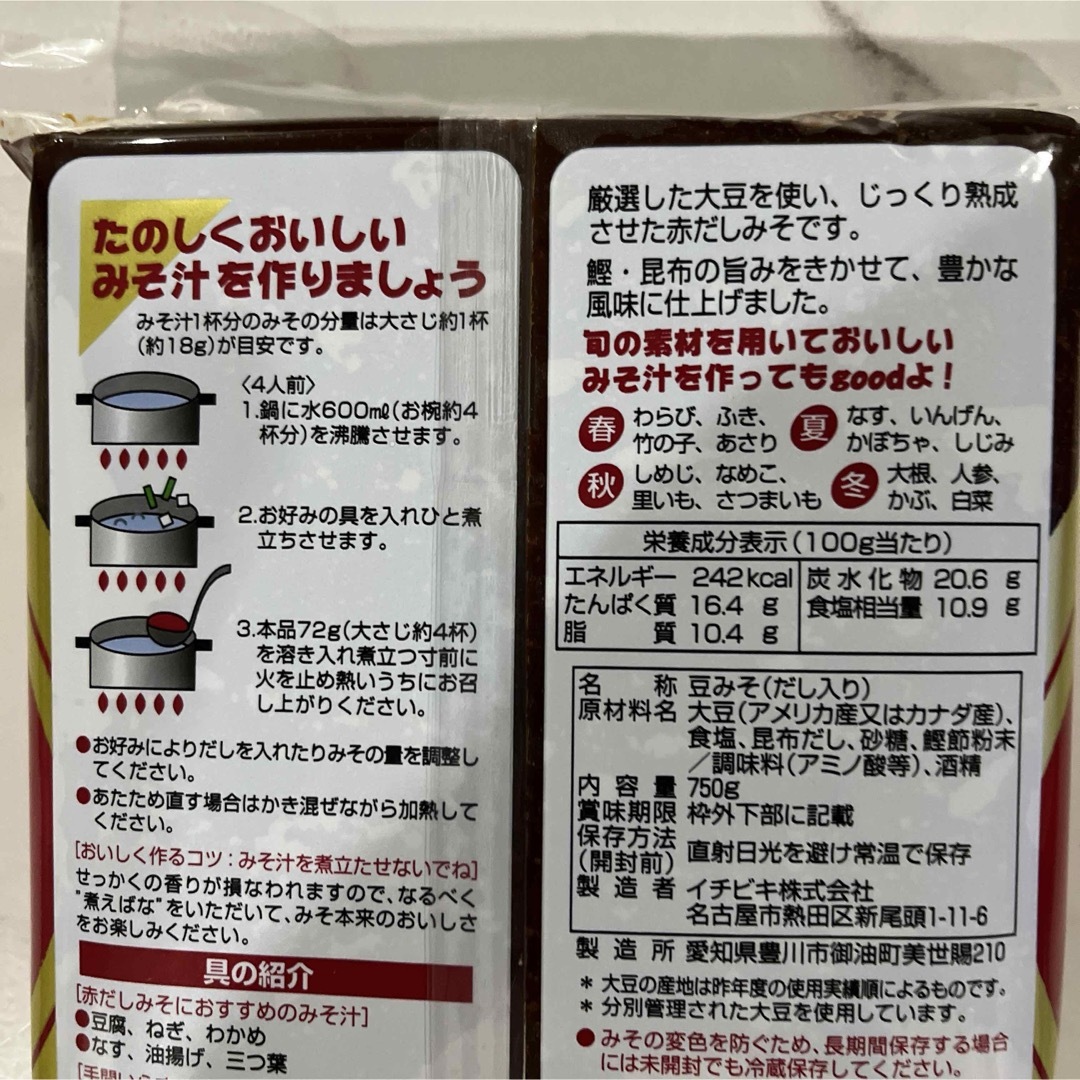 たのしくおいしい
みそ汁を作りましょう
みそ汁1杯分のみその分量は大さじ約1杯
(約18g)が目安です。
〈4人前〉
1.鍋に水600mℓ(お椀約4
杯分)を沸騰させます。
2.お好みの具を入れひと煮
立ちさせます。
3.本品72g(大さじ約4杯)
を溶き入れ煮立つ寸前に
火を止め熱いうちにお召
し上がりください。
●お好みによりだしを入れたりみその量を調整し
てください。
●あたため直す場合はかき混ぜながら加熱して
ください。
[おいしく作るコツ:みそ汁を煮立たせないでね]
せっかくの香りが損なわれますので、なるべく
"煮えばな"をいただいて、みそ本来のおいしさ
をお楽しみください。
具の紹介
[赤だしみそにおすすめのみそ汁]
●豆腐、ねぎ、わかめ
●なす、油揚げ、三つ葉
厳選した大豆を使い、じっくり熟成
させた赤だしみそです。
鰹・昆布の旨みをきかせて、豊かな
風味に仕上げました。
旬の素材を用いておいしい
みそ汁を作ってもgoodよ!
春 わらび、ふき、
竹の子、あさり
夏 なす、いんげん、
かぼちゃ、しじみ
秋 しめじ、なめこ、
里いも、さつまいも
冬 大根、人参、
かぶ、白菜
栄養成分表示(100g当たり)
エネルギー 242kcal
たんぱく質 16.4 g
脂質 10.4 g
炭水化物 20.6 g
食塩相当量 10.9 g
名称 豆みそ(だし入り)
原材料名 大豆(アメリカ産又はカナダ産)、
食塩、昆布だし、砂糖、鰹節粉末
/調味料(アミノ酸等)、酒精
内容量 750g
賞味期限 枠外下部に記載
保存方法
(開封前) 直射日光を避け常温で保存
製造者 イチビキ株式会社
名古屋市熱田区新尾頭1-11-6
製造所 愛知県豊川市御油町美世賜210
* 大豆の産地は昨年度の使用実績順によるものです。
* 分別管理された大豆を使用しています。
●みその変色を防ぐため、長期間保存する場合
には未開封でも冷蔵保存してください。